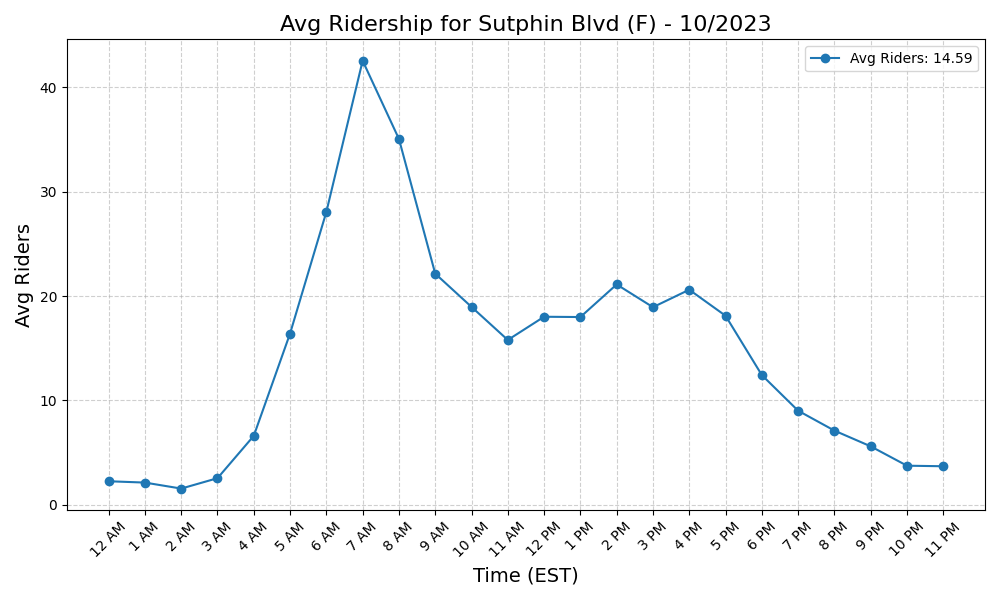 Avg Ridership for Sutphin Blvd (F) - 10/2023
Avg Riders: 14.59
Avg Riders
40
30
20
10
0
12 AM
1 AM
2 AM
3 AM
4 AM
5 AM
6 AM
7 AM
8 AM
9 AM
10 AM
11 AM
12 PM
1 PM
2 PM
3 PM
4 PM
5 PM
6 PM
7 PM
8 PM
9 PM
10 PM
11 PM
Time (EST)